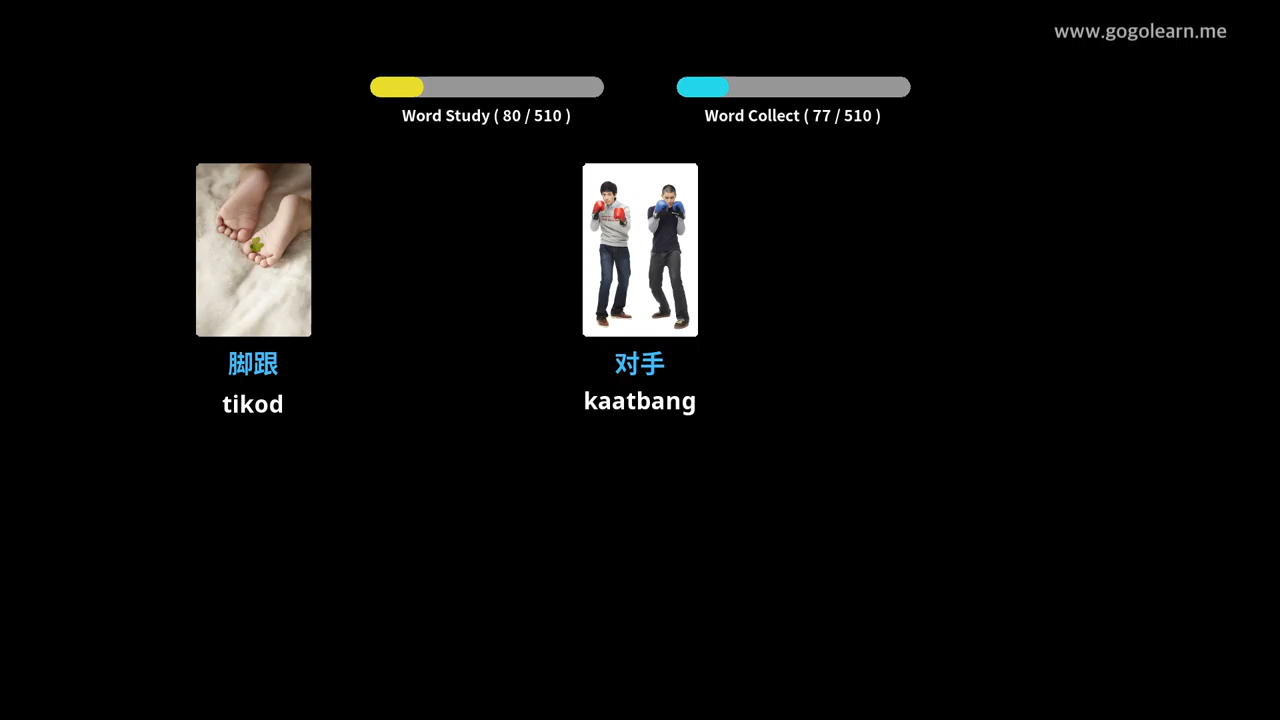 www.gogolearn.me
Word Study ( 80 / 510 )
Word Collect ( 77 / 510 )
脚跟
对手
tikod
kaatbang